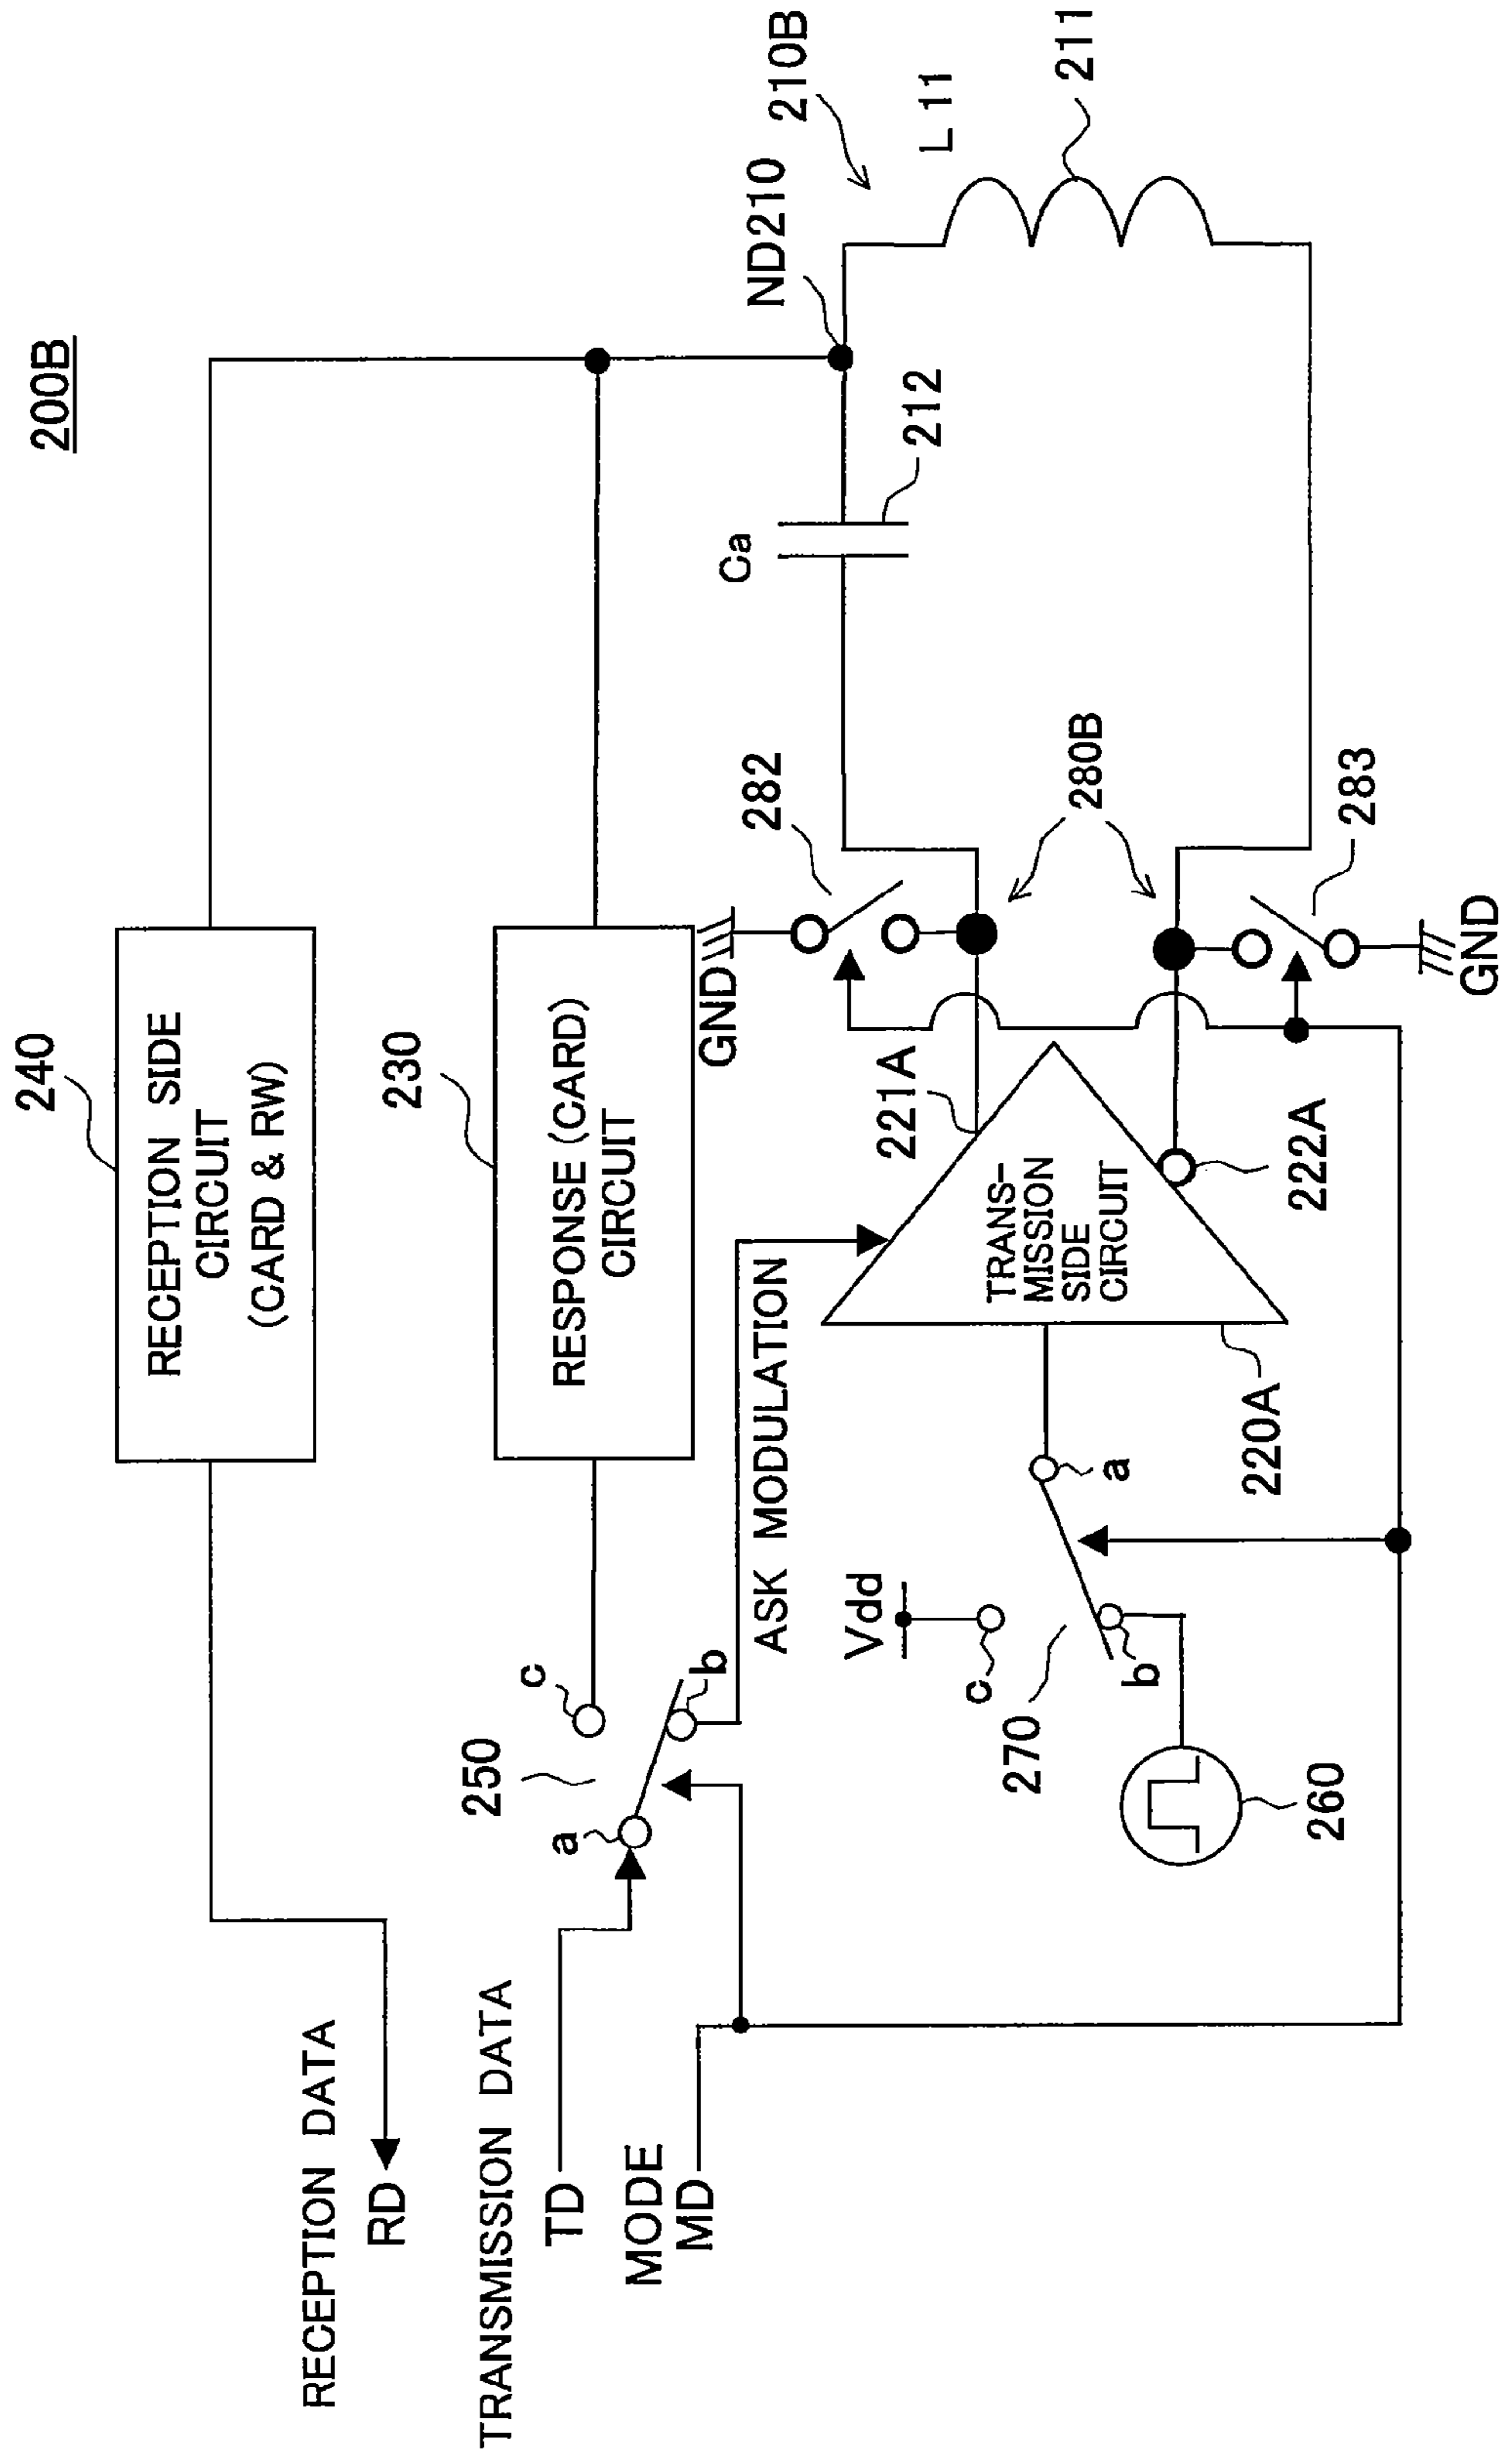 200B
240
RECEPTION SIDE
CIRCUIT
(CARD & RW)
RECEPTION DATA
RD
230
RESPONSE (CARD)
CIRCUIT
TRANSMISSION DATA
TD
MODE
MD
250
a
b
c
ASK MODULATION
GND
282
Ca
212
ND210
210B
L11
211
Vdd
c
270
b
a
260
TRANS-
MISSION
SIDE
CIRCUIT
220A
221A
222A
280B
283
GND